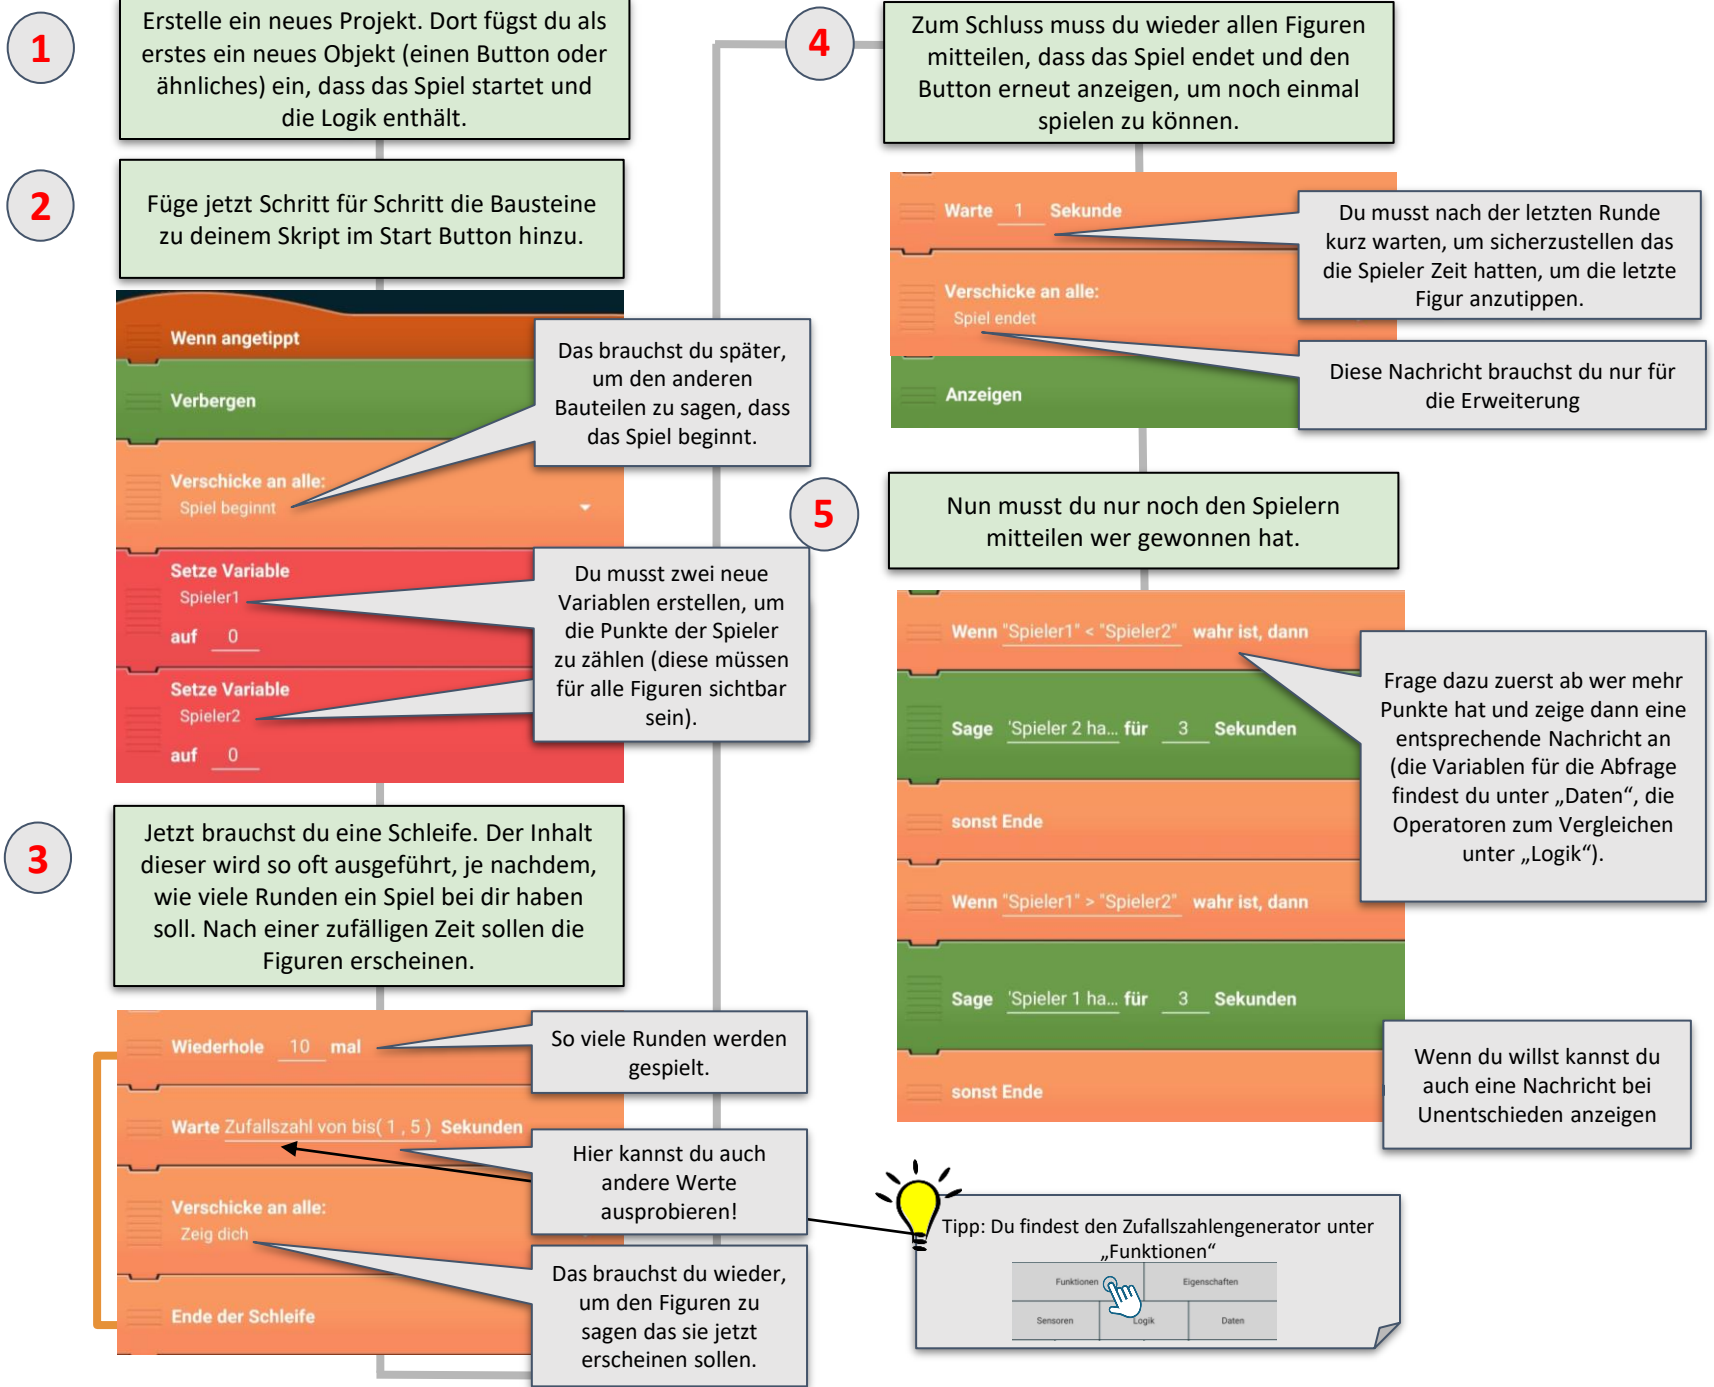 1
Erstelle ein neues Projekt. Dort fügst du als
erstes ein neues Objekt (einen Button oder
ähnliches) ein, dass das Spiel startet und
die Logik enthält.
2
Füge jetzt Schritt für Schritt die Bausteine
zu deinem Skript im Start Button hinzu.
Wenn angetippt
Verbergen
Verschicke an alle:
Spiel beginnt
Das brauchst du später,
um den anderen
Bauteilen zu sagen, dass
das Spiel beginnt.
Setze Variable
Spieler1
auf 0
Setze Variable
Spieler2
auf 0
Du musst zwei neue
Variablen erstellen, um
die Punkte der Spieler
zu zählen (diese müssen
für alle Figuren sichtbar
sein).
3
Jetzt brauchst du eine Schleife. Der Inhalt
dieser wird so oft ausgeführt, je nachdem,
wie viele Runden ein Spiel bei dir haben
soll. Nach einer zufälligen Zeit sollen die
Figuren erscheinen.
Wiederhole 10 mal
So viele Runden werden
gespielt.
Warte Zufallszahl von bis( 1 , 5 ) Sekunden
Hier kannst du auch
andere Werte
ausprobieren!
Verschicke an alle:
Zeig dich
Das brauchst du wieder,
um den Figuren zu
sagen das sie jetzt
erscheinen sollen.
Ende der Schleife
4
Zum Schluss muss du wieder allen Figuren
mitteilen, dass das Spiel endet und den
Button erneut anzeigen, um noch einmal
spielen zu können.
Warte 1 Sekunde
Du musst nach der letzten Runde
kurz warten, um sicherzustellen das
die Spieler Zeit hatten, um die letzte
Figur anzutippen.
Verschicke an alle:
Spiel endet
Diese Nachricht brauchst du nur für
die Erweiterung
Anzeigen
5
Nun musst du nur noch den Spielern
mitteilen wer gewonnen hat.
Wenn "Spieler1" < "Spieler2" wahr ist, dann
Sage 'Spieler 2 ha... für 3 Sekunden
sonst Ende
Frage dazu zuerst ab wer mehr
Punkte hat und zeige dann eine
entsprechende Nachricht an
(die Variablen für die Abfrage
findest du unter „Daten“, die
Operatoren zum Vergleichen
unter „Logik“).
Wenn "Spieler1" > "Spieler2" wahr ist, dann
Sage 'Spieler 1 ha... für 3 Sekunden
sonst Ende
Wenn du willst kannst du
auch eine Nachricht bei
Unentschieden anzeigen
Tipp: Du findest den Zufallszahlengenerator unter
„Funktionen“
Funktionen Eigenschaften
Sensoren Logik Daten